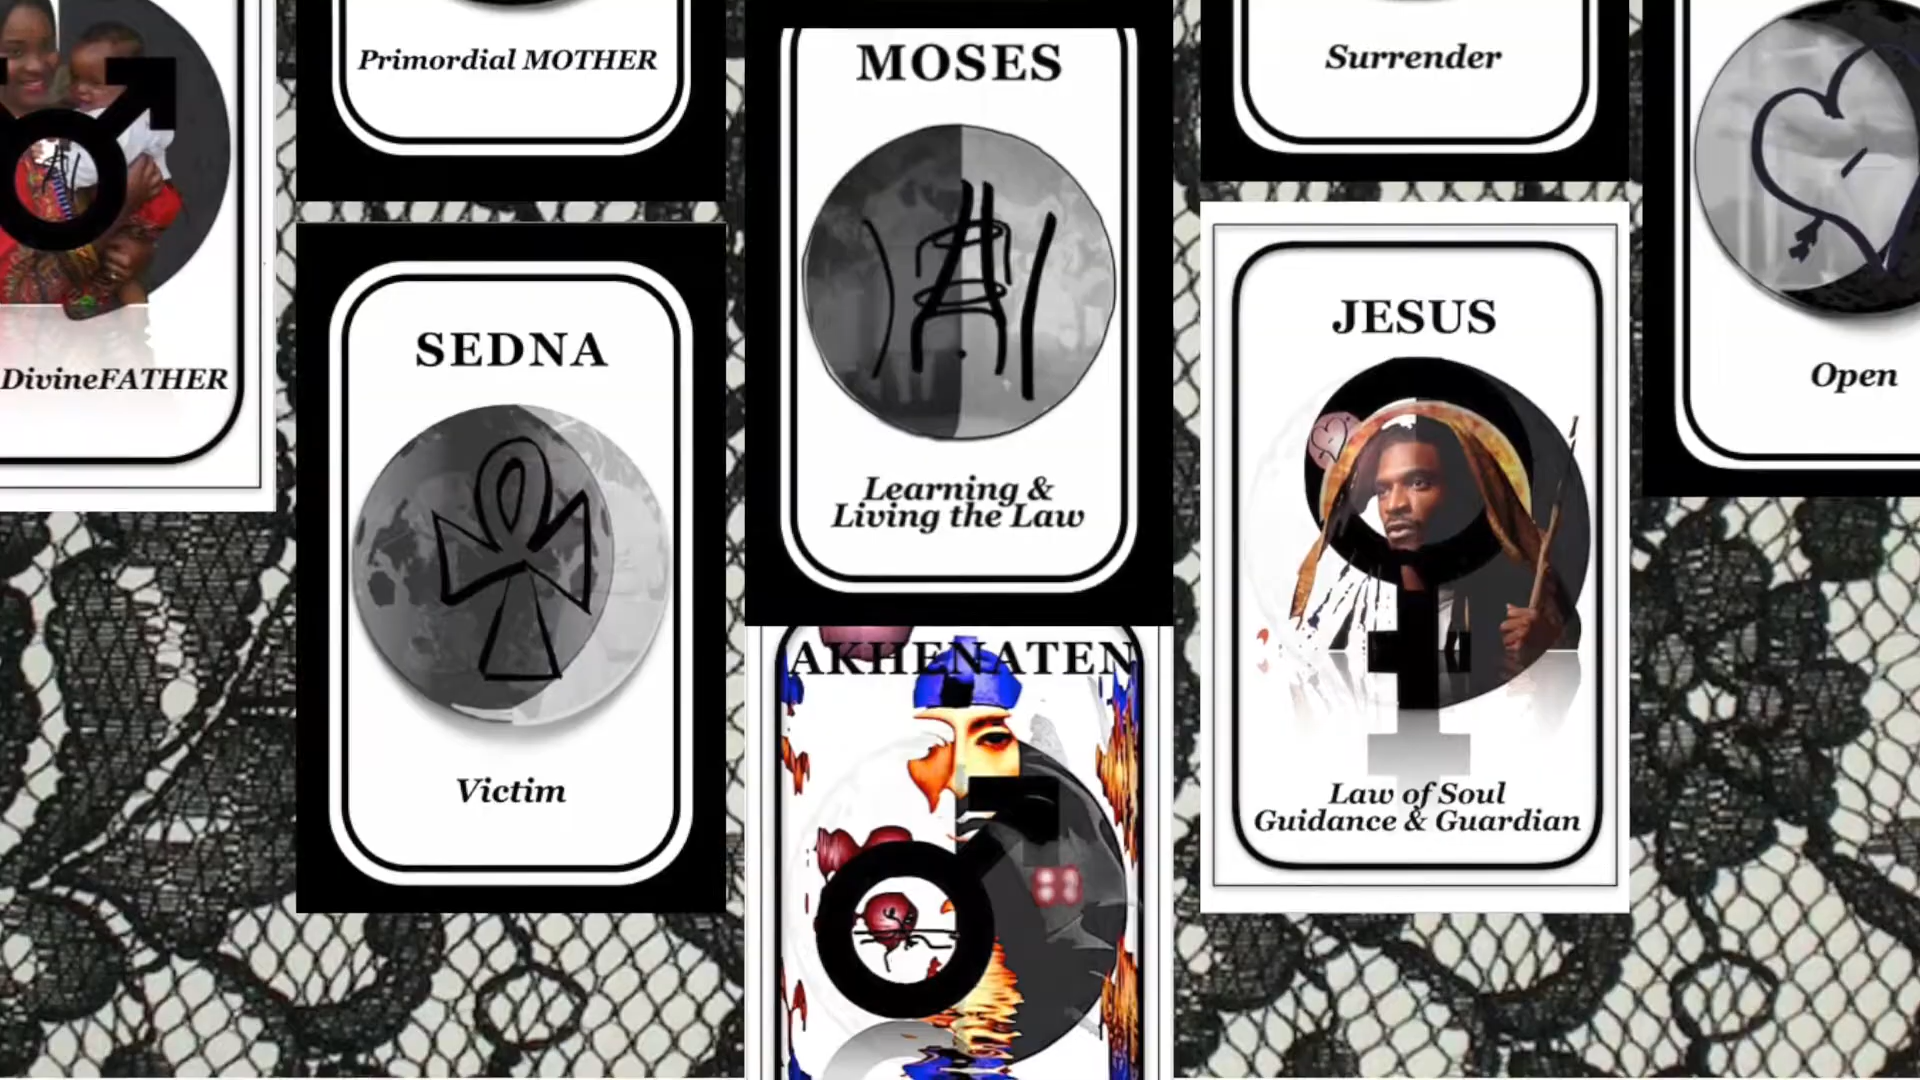 DivineFATHER
Primordial MOTHER
SEDNA
Victim
MOSES
Learning &
Living the Law
AKHENATEN
Surrender
JESUS
Law of Soul
Guidance & Guardian
Open